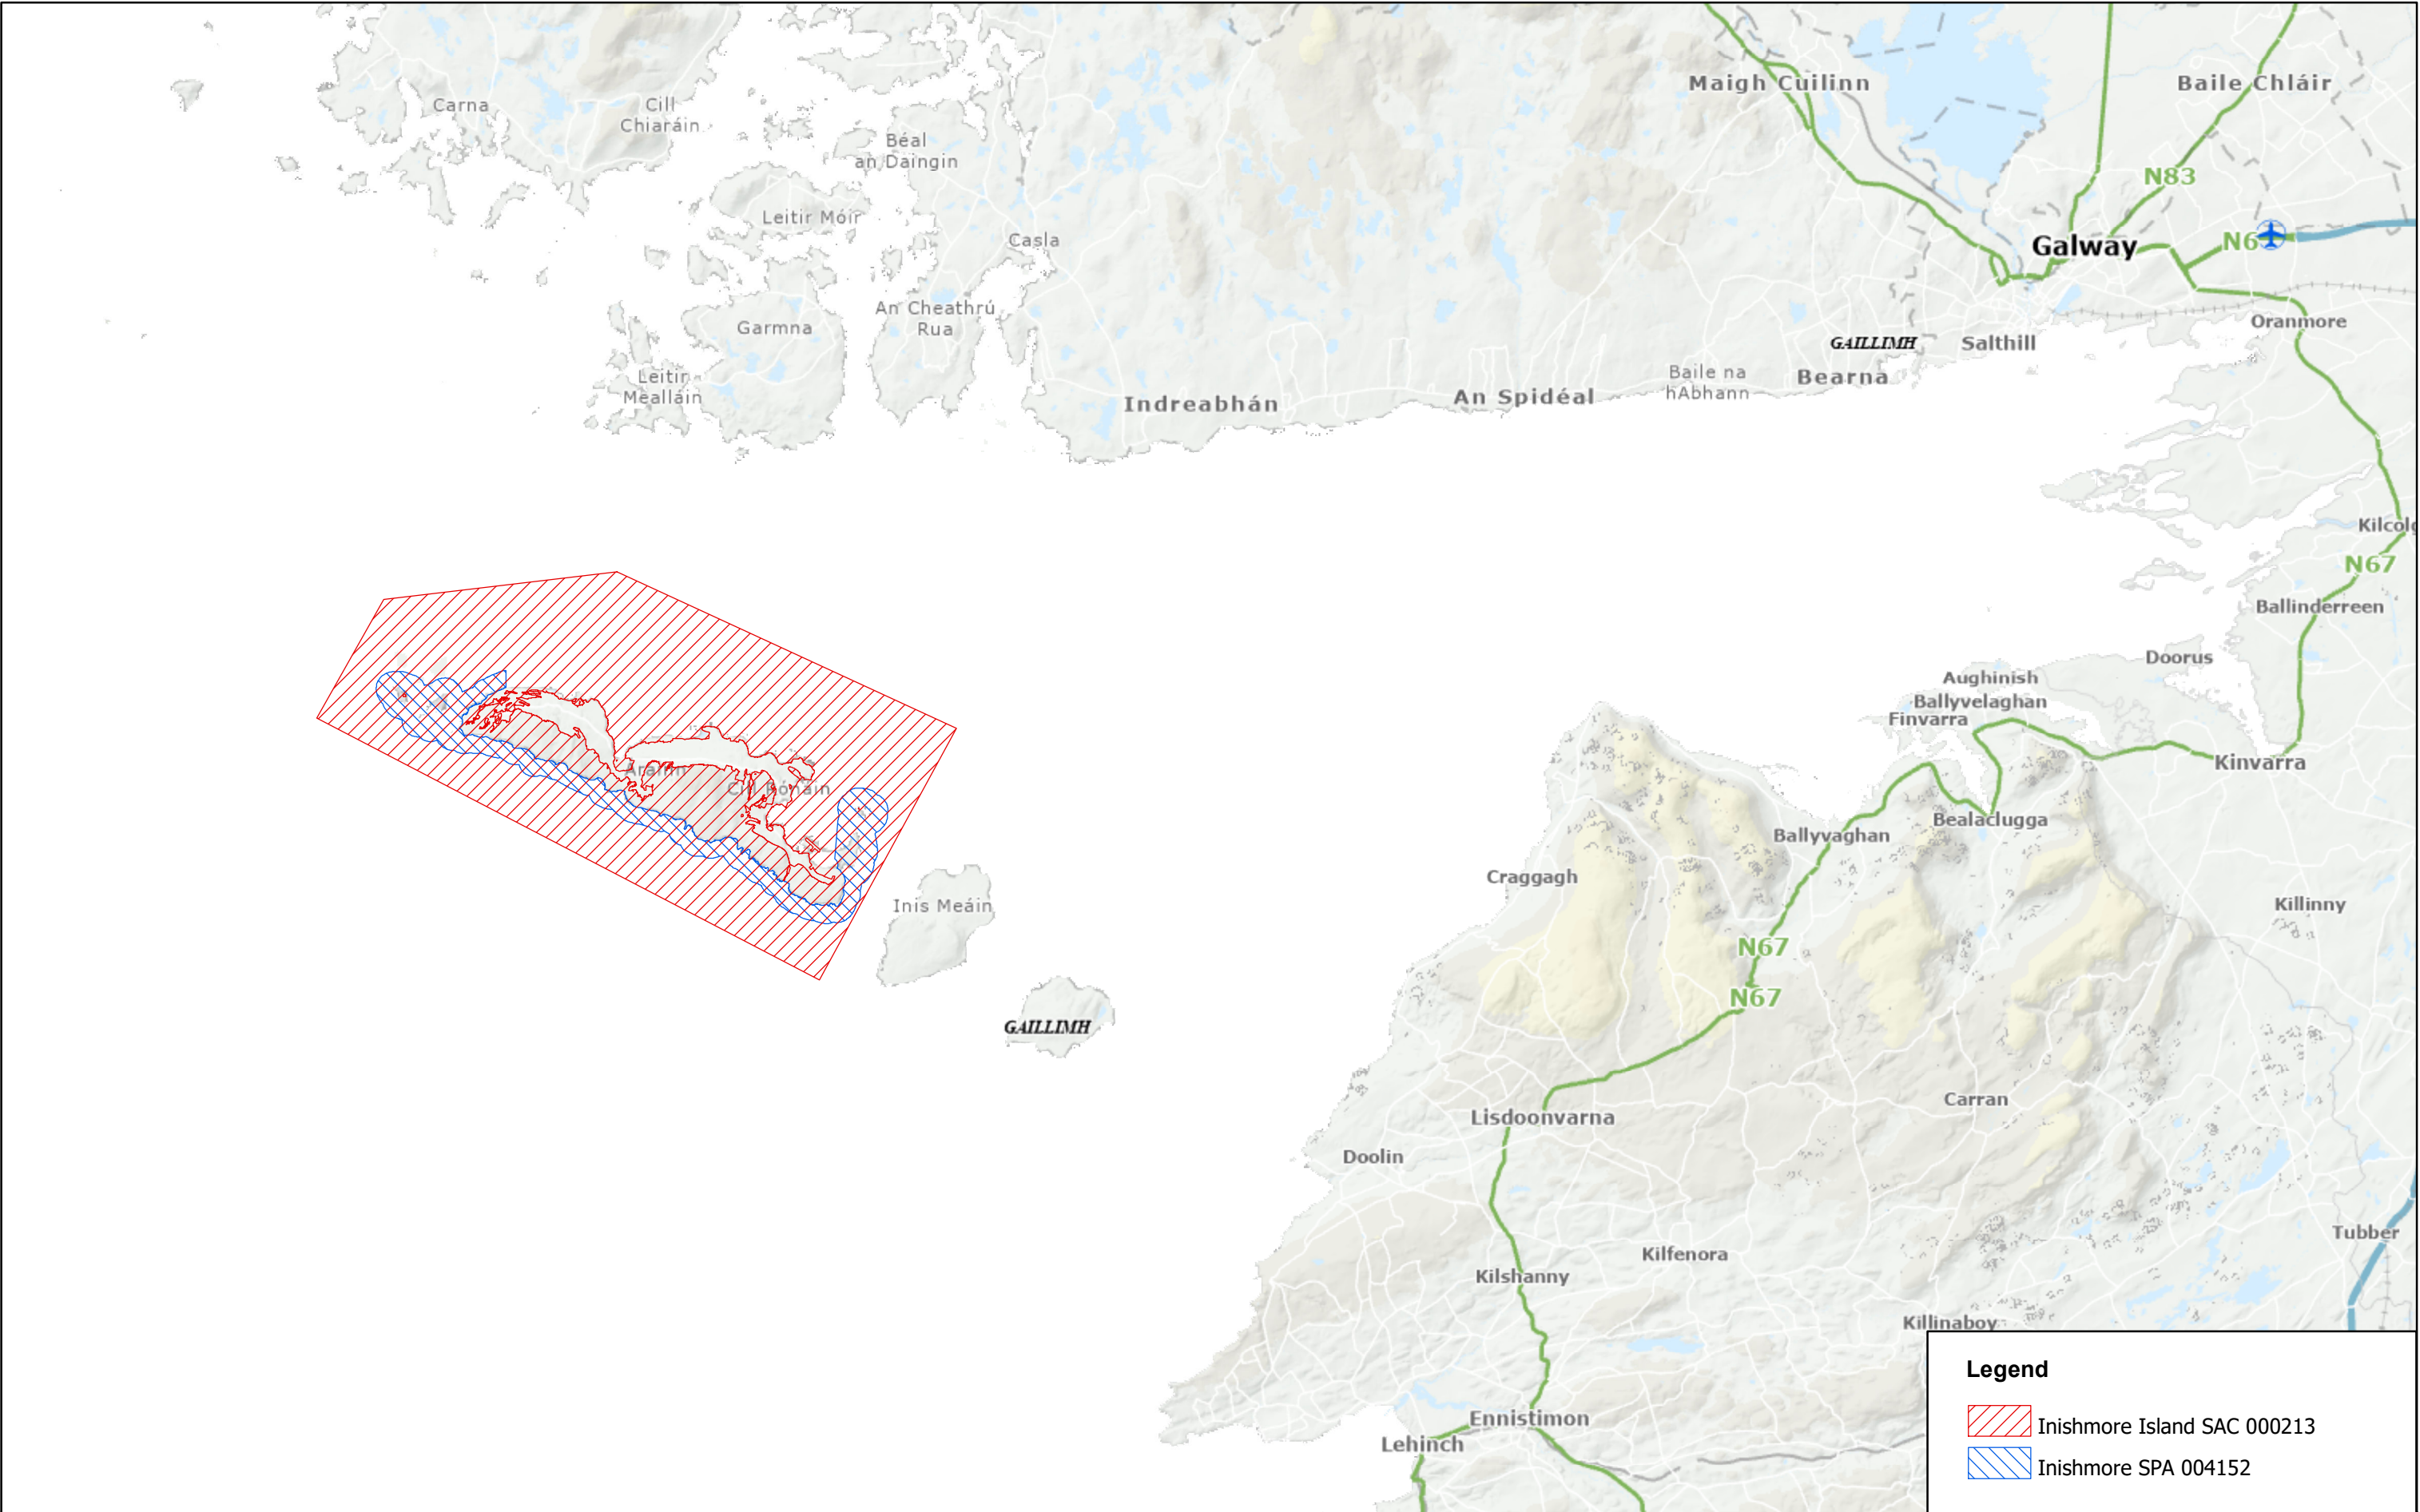 Maigh Cuilinn
Baile Chláir
Carna
Cill
Chiaráin
Béal
an Daingin
N83
Leitir Móir
Casla
Galway
N6
An Cheathrú
Rua
Garmna
Oranmore
GAILLIMH
Salthill
Leitir
Mealláin
Baile na
hAbhann
Bearna
Indreabhán
An Spidéal
N67
Ballinderreen
Doorus
Aughinish
Ballyvelaghan
Finvarra
Kinvarra
Árainn
Cill Rónáin
Bealaclugga
Ballyvaghan
Craggagh
Inis Meáin
Killinny
N67
N67
GAILLIMH
Carran
Lisdoonvarna
Doolin
Tubber
Kilfenora
Kilshanny
Killinaboy
Ennistimon
Lehinch
Legend
Inishmore Island SAC 000213
Inishmore SPA 004152